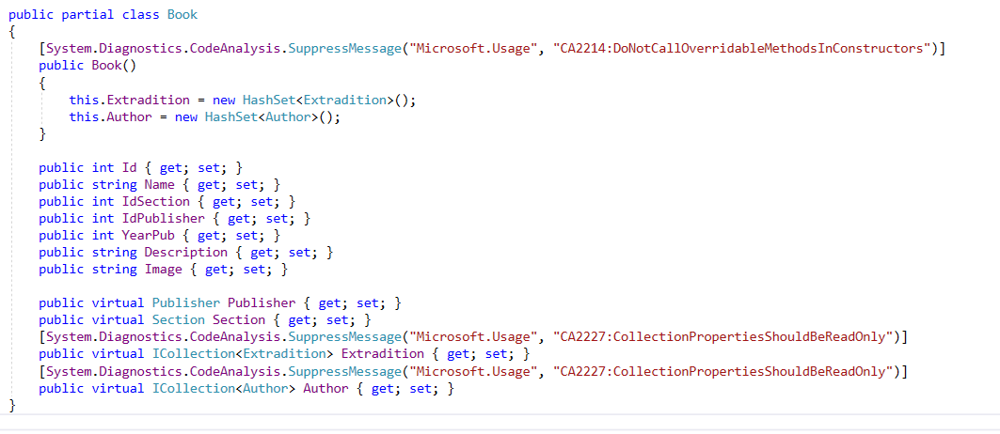 public partial class Book
{
    [System.Diagnostics.CodeAnalysis.SuppressMessage("Microsoft.Usage", "CA2214:DoNotCallOverridableMethodsInConstructors")]
    public Book()
    {
        this.Extradition = new HashSet<Extradition>();
        this.Author = new HashSet<Author>();
    }

    public int Id { get; set; }
    public string Name { get; set; }
    public int IdSection { get; set; }
    public int IdPublisher { get; set; }
    public int YearPub { get; set; }
    public string Description { get; set; }
    public string Image { get; set; }

    public virtual Publisher Publisher { get; set; }
    public virtual Section Section { get; set; }
    [System.Diagnostics.CodeAnalysis.SuppressMessage("Microsoft.Usage", "CA2227:CollectionPropertiesShouldBeReadOnly")]
    public virtual ICollection<Extradition> Extradition { get; set; }
    [System.Diagnostics.CodeAnalysis.SuppressMessage("Microsoft.Usage", "CA2227:CollectionPropertiesShouldBeReadOnly")]
    public virtual ICollection<Author> Author { get; set; }
}